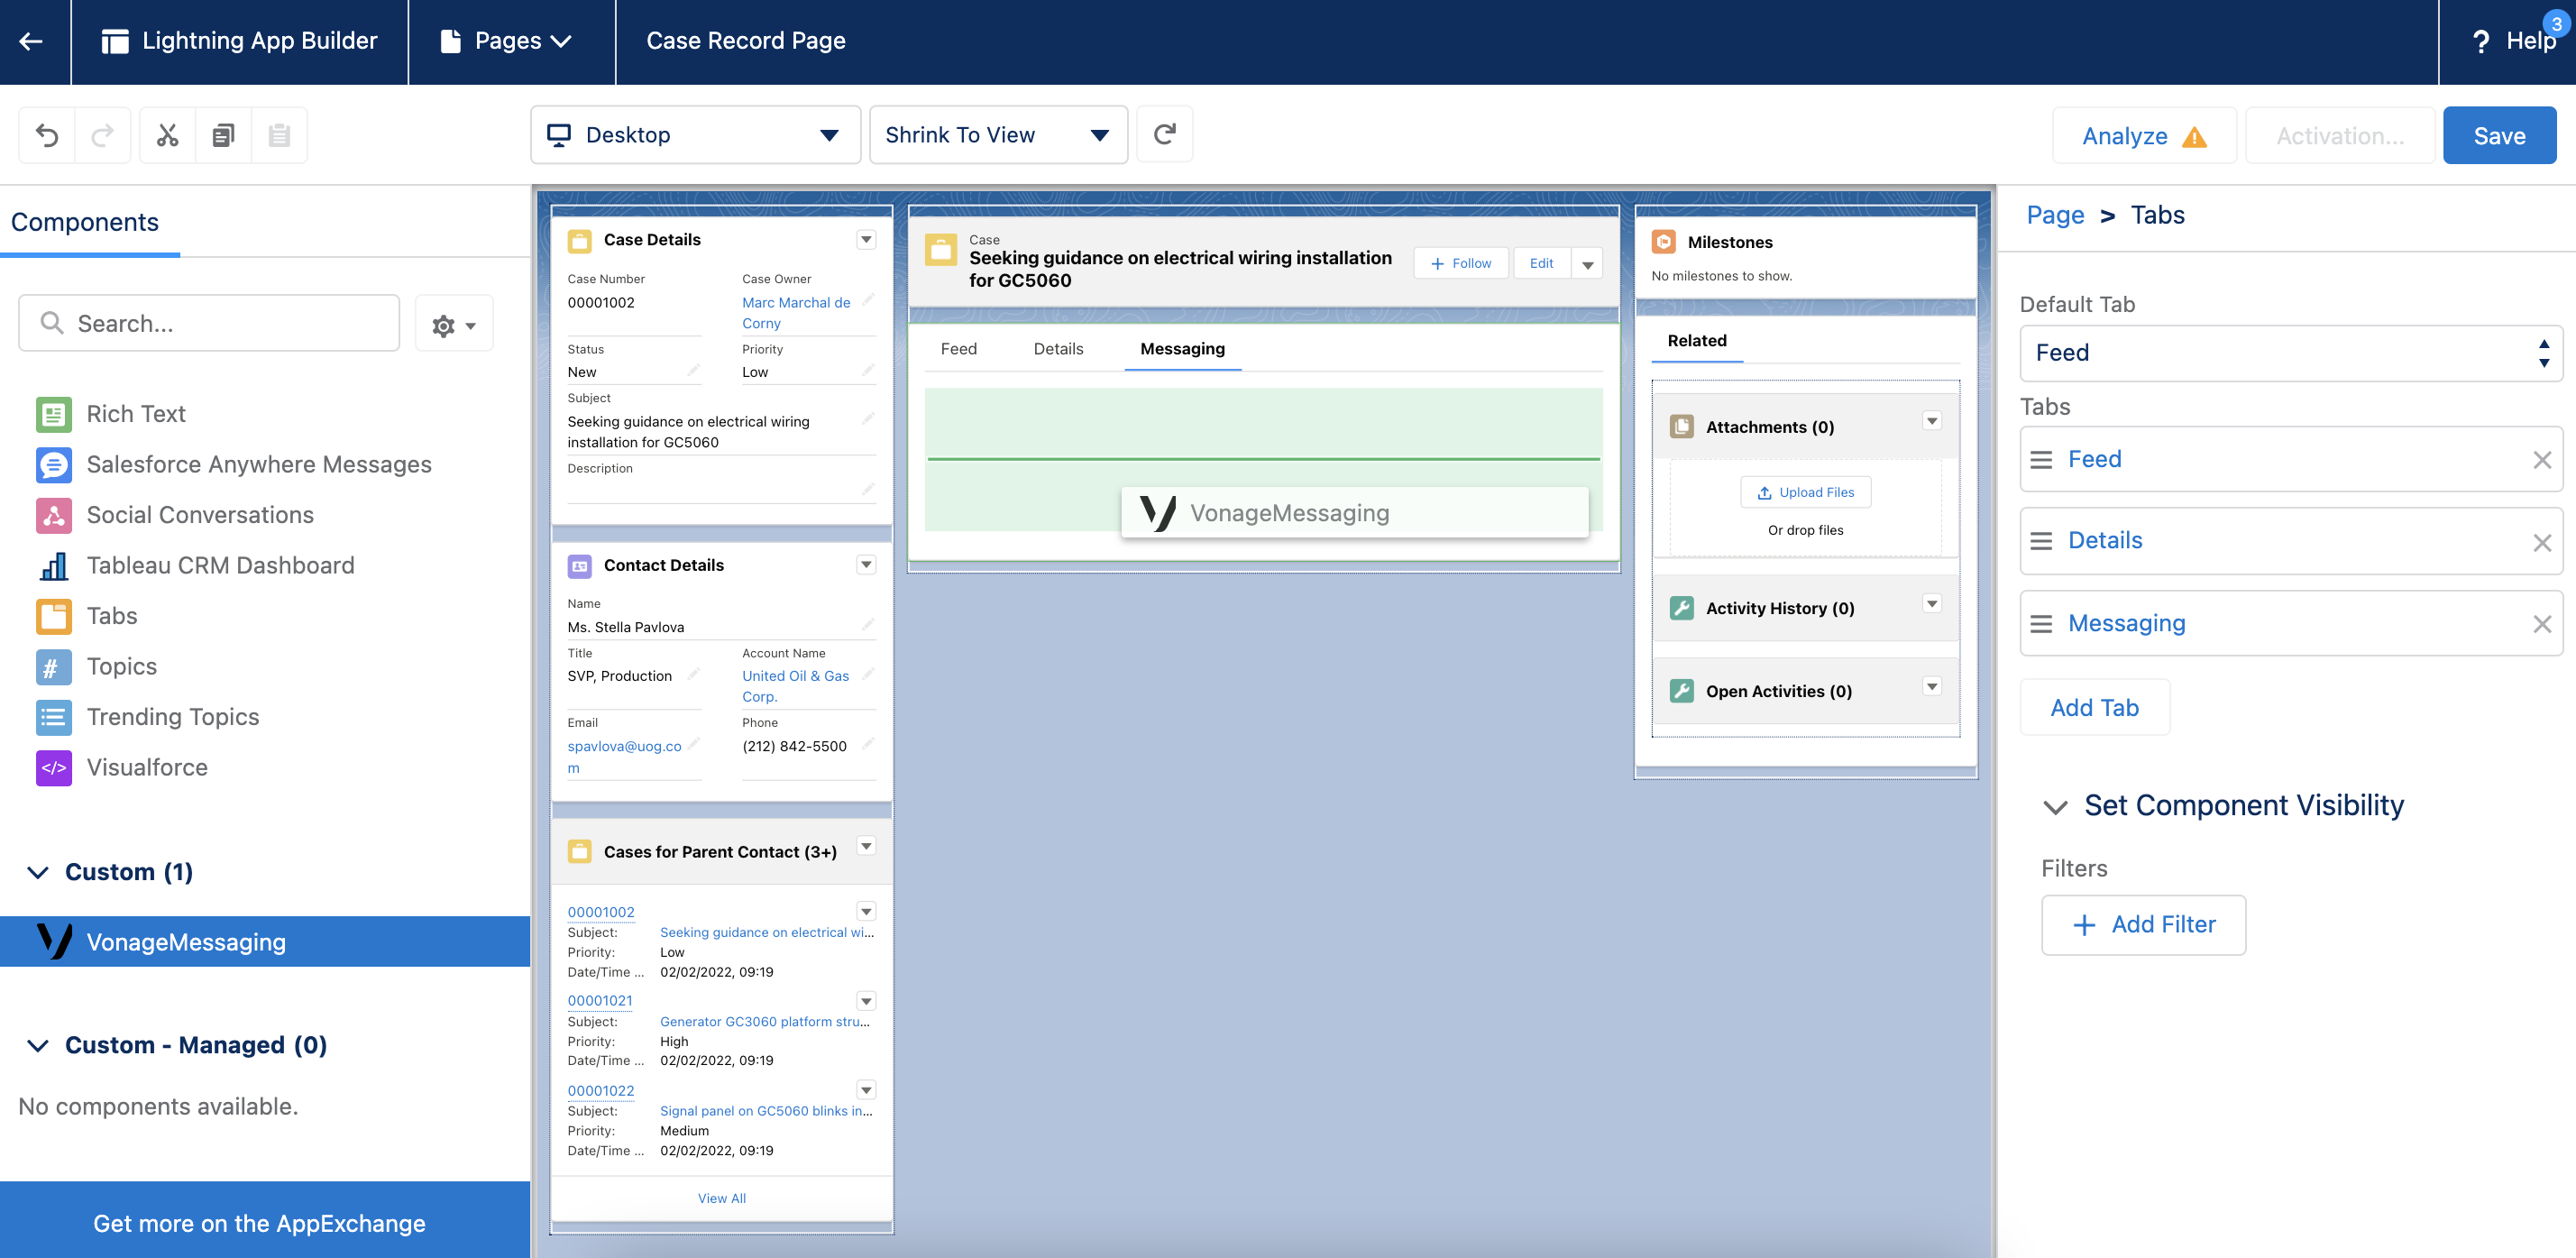 Lightning App Builder
Pages
Case Record Page
? Help
3
Desktop
Shrink To View
Analyze
Activation...
Save
Components
Search...
Rich Text
Salesforce Anywhere Messages
Social Conversations
Tableau CRM Dashboard
Tabs
# Topics
Trending Topics
</> Visualforce
Custom (1)
VonageMessaging
Custom - Managed (0)
No components available.
Get more on the AppExchange
Case Details
Case Number
00001002
Case Owner
Marc Marchal de
Corny
Status
New
Priority
Low
Subject
Seeking guidance on electrical wiring
installation for GC5060
Description
Contact Details
Name
Ms. Stella Pavlova
Title
SVP, Production
Account Name
United Oil & Gas
Corp.
Email
spavlova@uog.co
m
Phone
(212) 842-5500
Cases for Parent Contact (3+)
00001002
Subject: Seeking guidance on electrical wi...
Priority: Low
Date/Time ... 02/02/2022, 09:19
00001021
Subject: Generator GC3060 platform stru...
Priority: High
Date/Time ... 02/02/2022, 09:19
00001022
Subject: Signal panel on GC5060 blinks in...
Priority: Medium
Date/Time ... 02/02/2022, 09:19
View All
Case
Seeking guidance on electrical wiring installation
for GC5060
+ Follow
Edit
Feed
Details
Messaging
VonageMessaging
Milestones
No milestones to show.
Related
Attachments (0)
Upload Files
Or drop files
Activity History (0)
Open Activities (0)
Page > Tabs
Default Tab
Feed
Tabs
Feed
Details
Messaging
Add Tab
Set Component Visibility
Filters
+ Add Filter